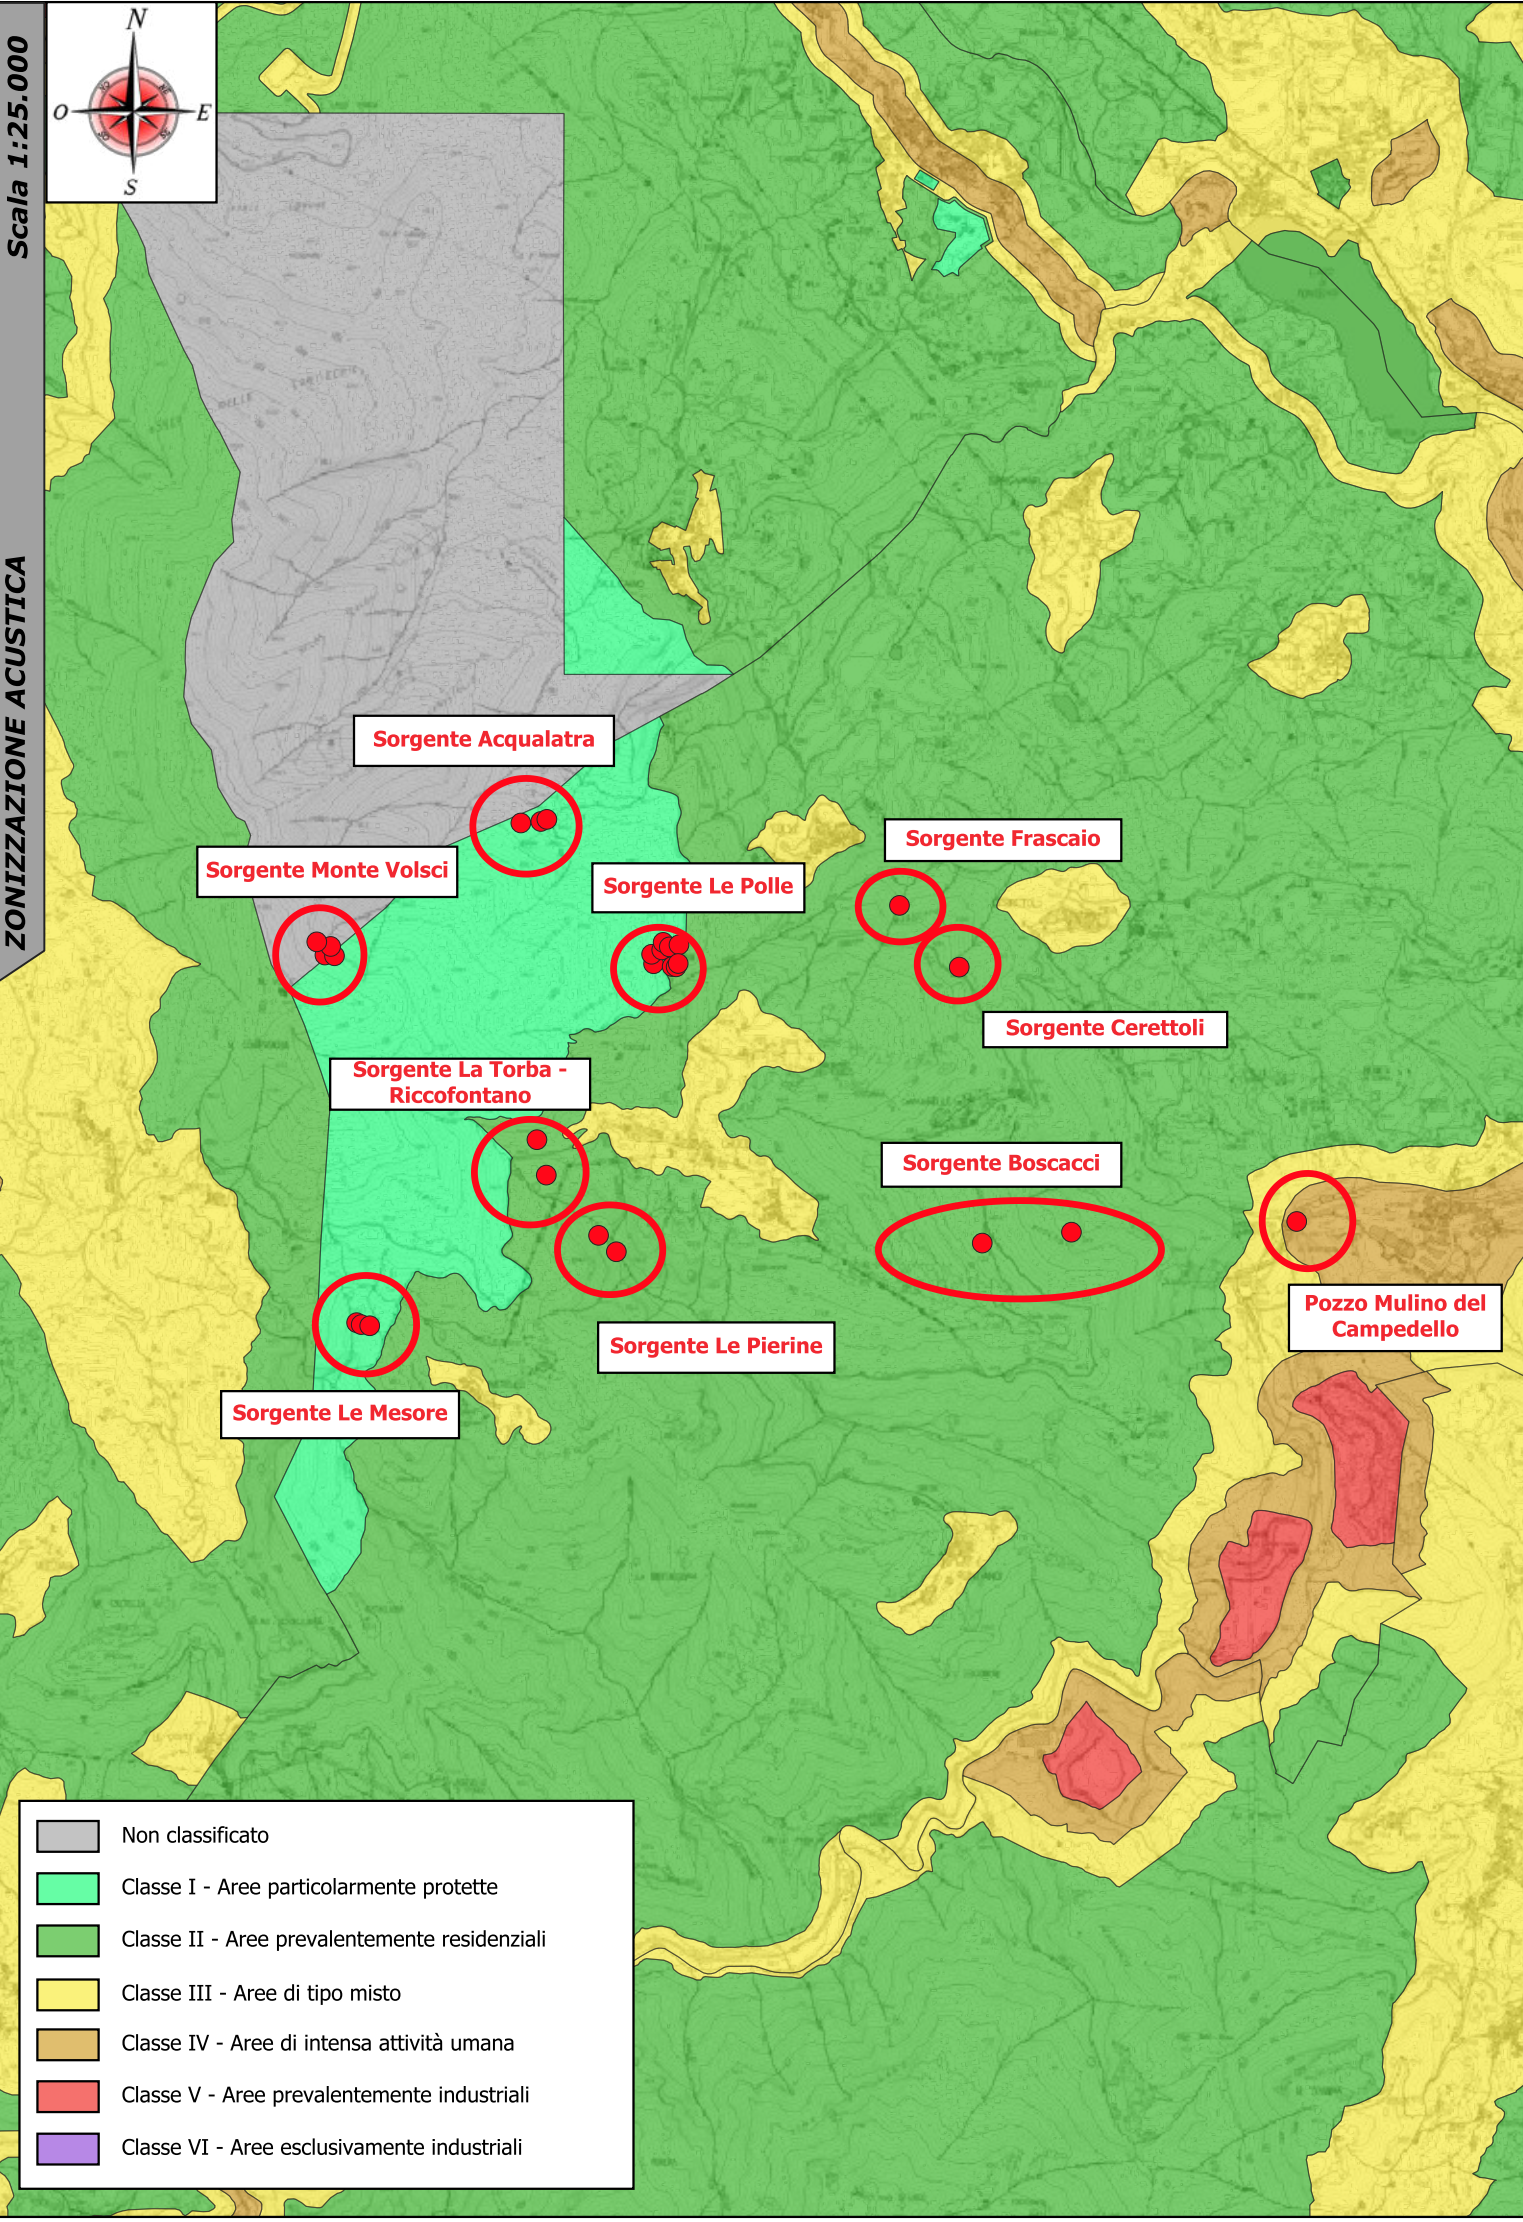 N
O
E
S
Scala 1:25.000
ZONIZZAZIONE ACUSTICA
Sorgente Acqualatra
Sorgente Monte Volsci
Sorgente Le Polle
Sorgente Frascaio
Sorgente Cerettoli
Sorgente La Torba -
Riccofontano
Sorgente Boscacci
Pozzo Mulino del
Campedello
Sorgente Le Pierine
Sorgente Le Mesore
Non classificato
Classe I - Aree particolarmente protette
Classe II - Aree prevalentemente residenziali
Classe III - Aree di tipo misto
Classe IV - Aree di intensa attività umana
Classe V - Aree prevalentemente industriali
Classe VI - Aree esclusivamente industriali